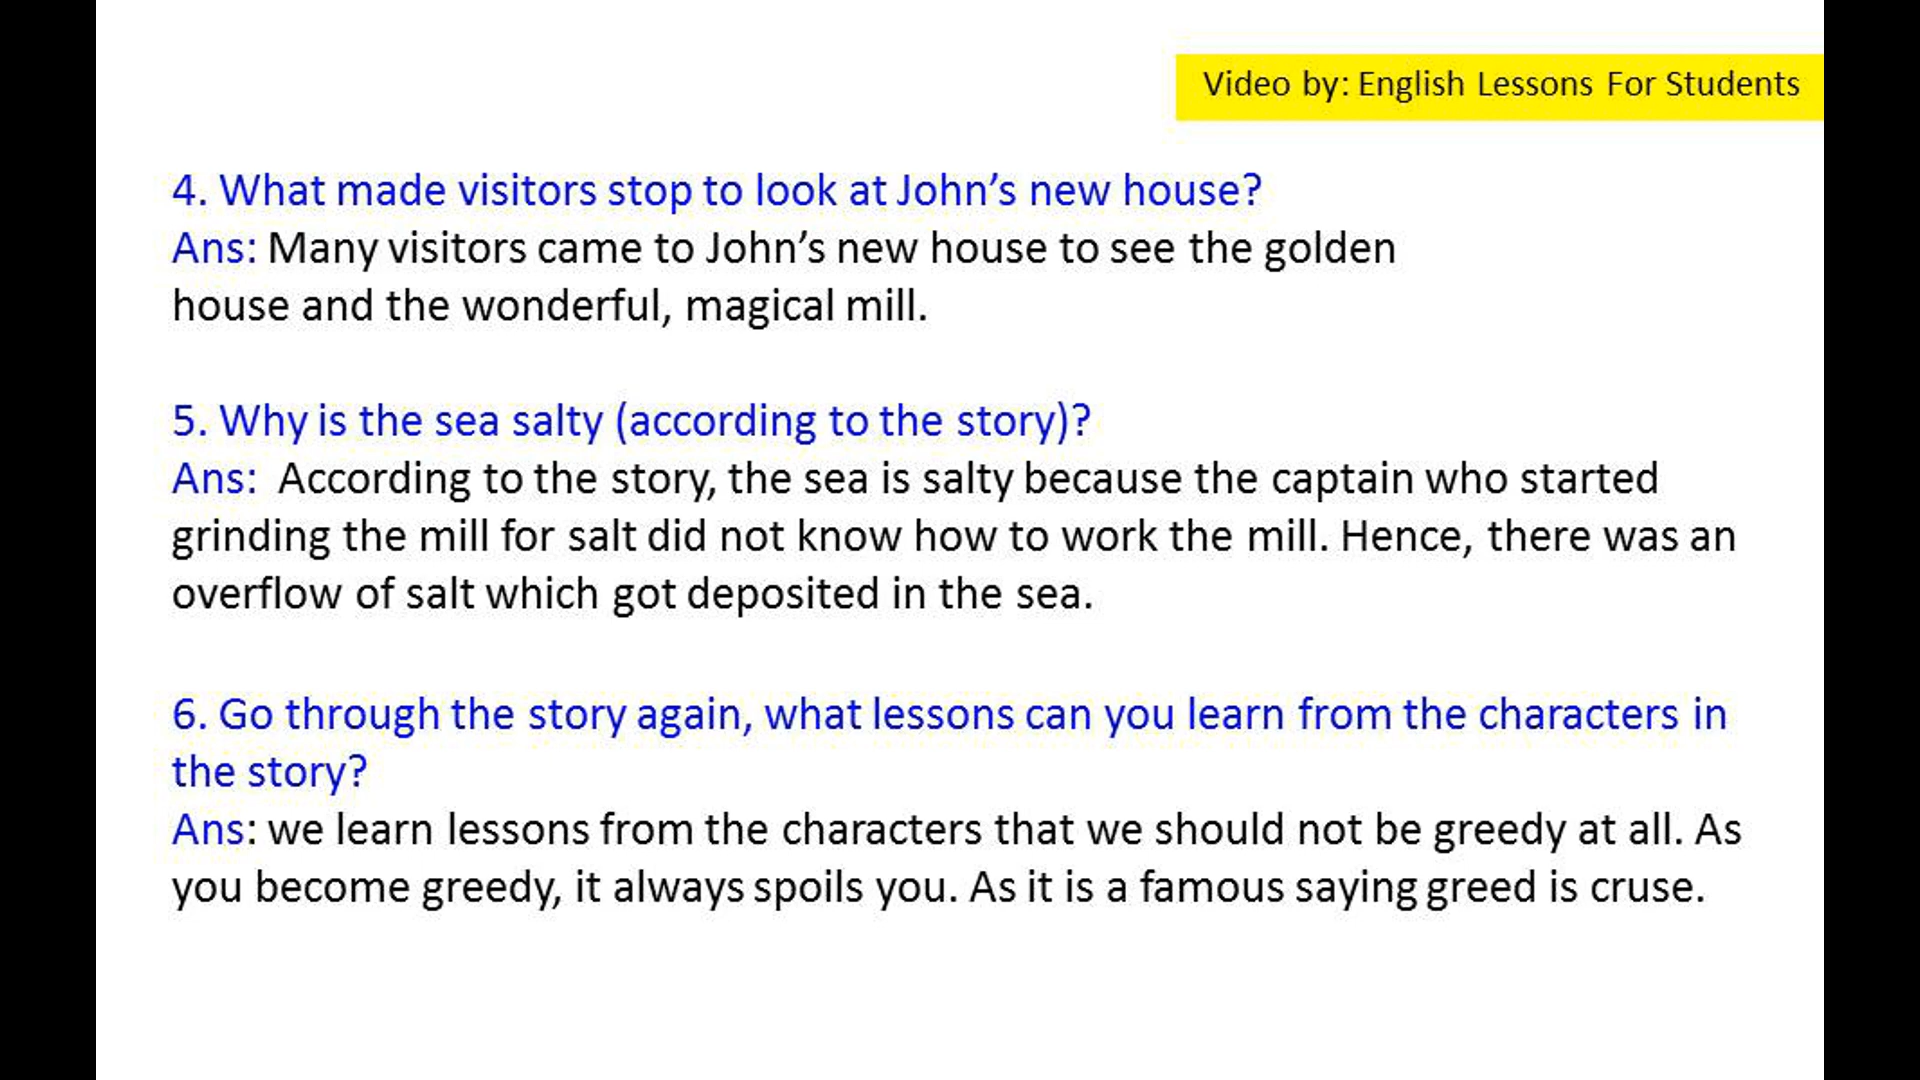 Video by: English Lessons For Students
4. What made visitors stop to look at John’s new house?
Ans: Many visitors came to John’s new house to see the golden
house and the wonderful, magical mill.
5. Why is the sea salty (according to the story)?
Ans: According to the story, the sea is salty because the captain who started
grinding the mill for salt did not know how to work the mill. Hence, there was an
overflow of salt which got deposited in the sea.
6. Go through the story again, what lessons can you learn from the characters in
the story?
Ans: we learn lessons from the characters that we should not be greedy at all. As
you become greedy, it always spoils you. As it is a famous saying greed is cruse.